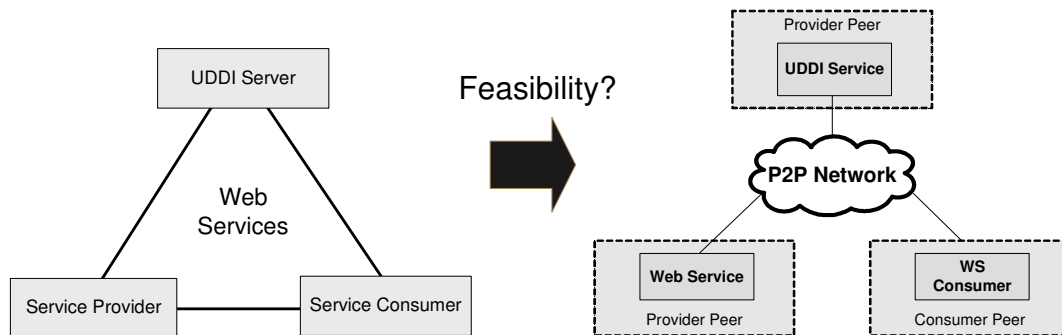 UDDI Server
Web
Services
Service Provider
Service Consumer
Feasibility?
Provider Peer
UDDI Service
P2P Network
Web Service
Provider Peer
WS
Consumer
Consumer Peer